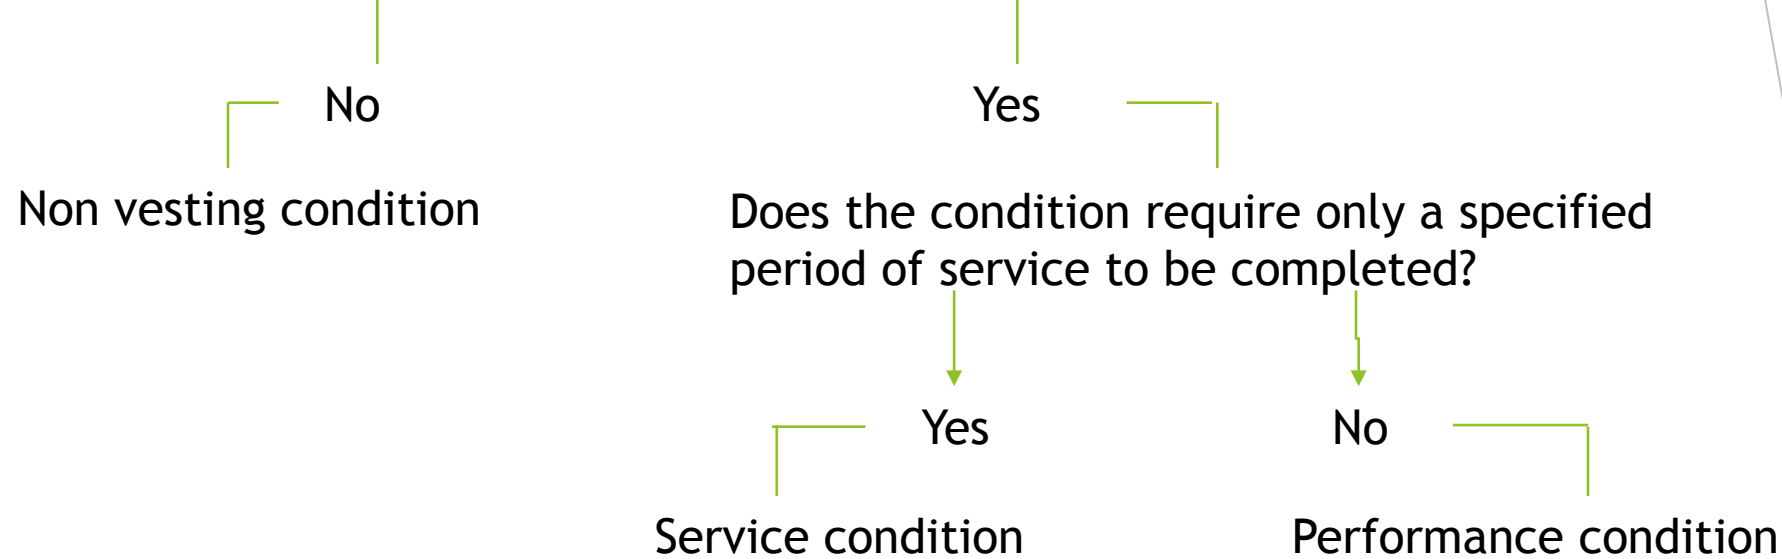 No
Yes
Non vesting condition
Does the condition require only a specified
period of service to be completed?
Yes
No
Service condition
Performance condition